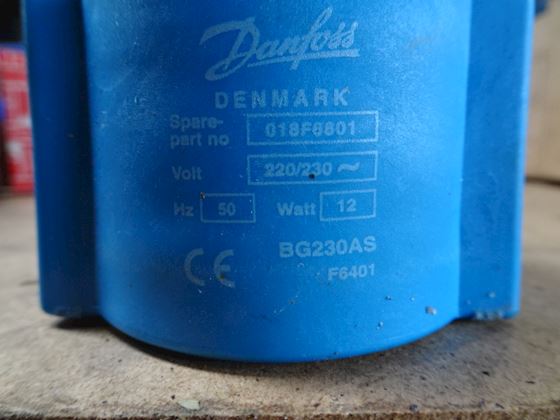 Danfoss
DENMARK
Spare-
part no 018F6801
Volt 220/230 ~
Hz 50 Watt 12
CE BG230AS
F6401